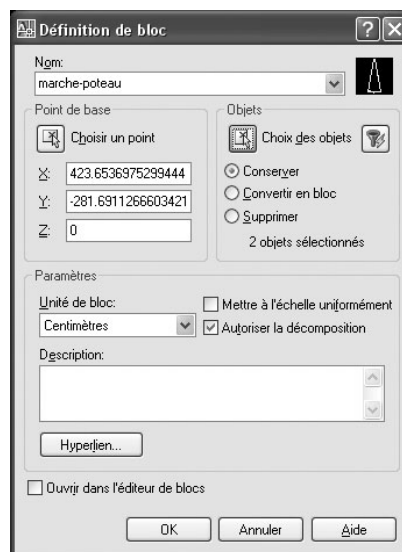 Définition de bloc
Nom:
marche-poteau
Point de base
Choisir un point
X: 423.6536975299444
Y: -281.6911266603421
Z: 0
Objets
Choix des objets
Conserver
Convertir en bloc
Supprimer
2 objets sélectionnés
Paramètres
Unité de bloc:
Centimètres
Mettre à l'échelle uniformément
Autoriser la décomposition
Description:
Hyperlien...
Ouvrir dans l'éditeur de blocs
OK
Annuler
Aide